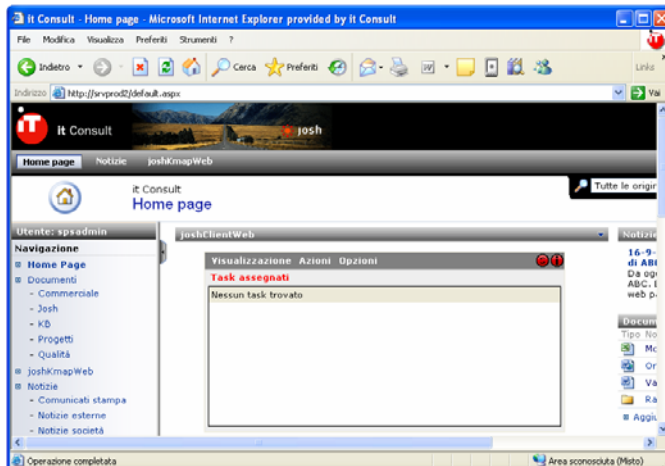 it Consult - Home page - Microsoft Internet Explorer provided by it Consult
File Modifica Visualizza Preferiti Strumenti ?
Indietro Cerca Preferiti Links
Indirizzo http://srvprod2/default.aspx Vai
iT it Consult josh
Home page Notizie joshKmapWeb
it Consult
Home page
Tutte le origin
Utente: spsadmin
Navigazione
Home Page
Documenti
- Commerciale
- Josh
- KB
- Progetti
- Qualità
joshKmapWeb
Notizie
- Comunicati stampa
- Notizie esterne
- Notizie società
joshClientWeb
Visualizzazione Azioni Opzioni
Task assegnati
Nessun task trovato
Notizie
16-9-
di AB
Da og
ABC.
web p
Docum
Tipo No
Mo
Or
Va
Ra
Aggiu
Operazione completata
Area sconosciuta (Misto)